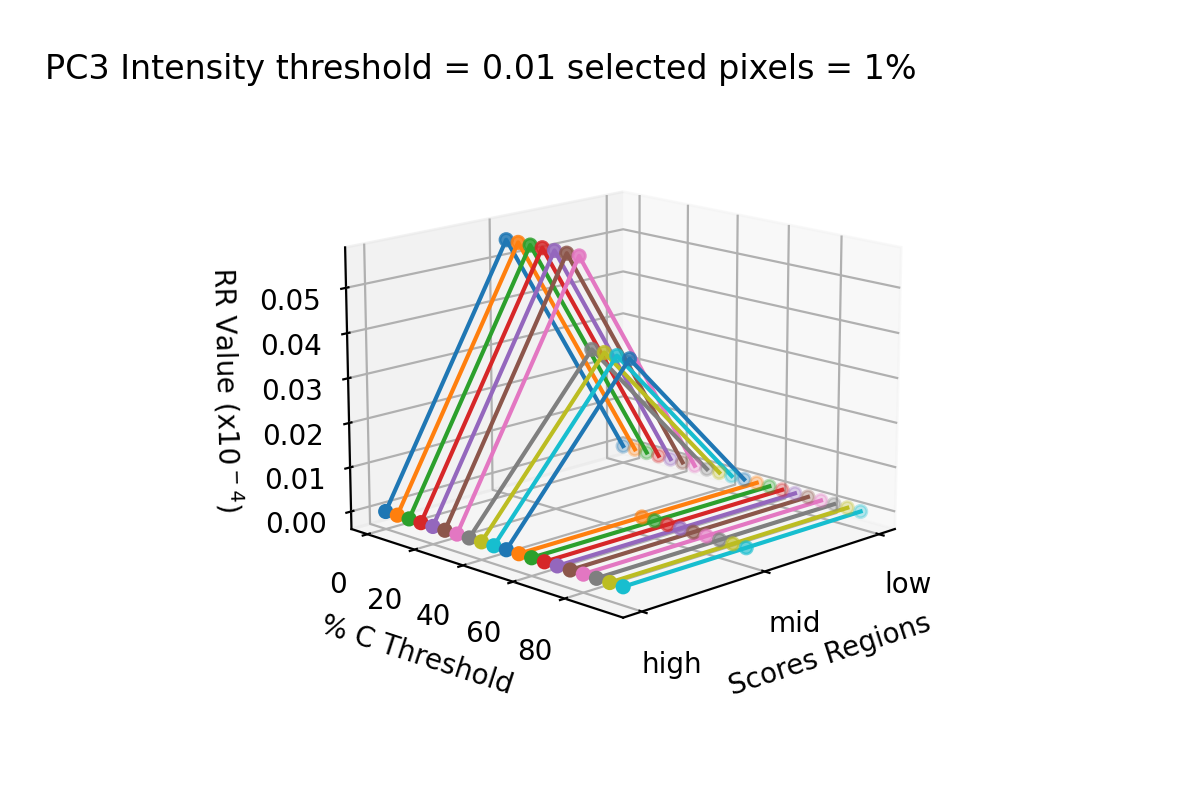 PC3 Intensity threshold = 0.01 selected pixels = 1%
RR Value (x10⁻⁴)
0.05
0.04
0.03
0.02
0.01
0.00
0
20
40
60
80
% C Threshold
high
mid
low
Scores Regions